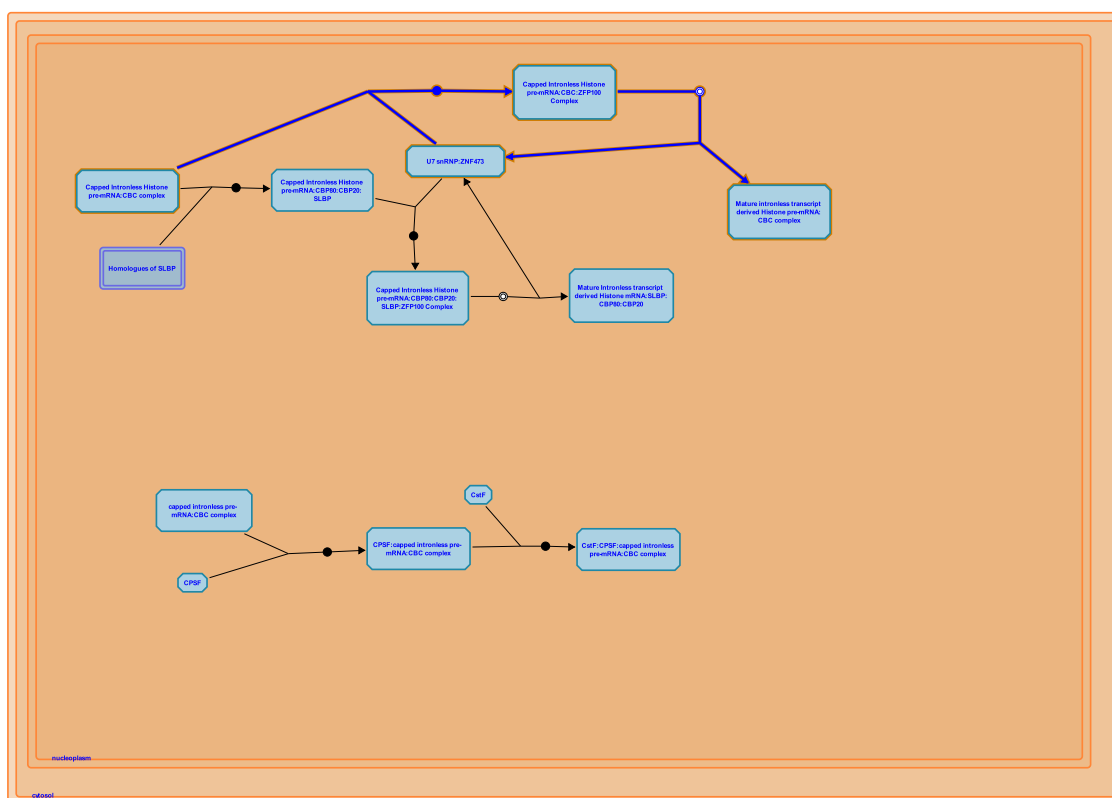 Capped Intronless Histone
pre-mRNA:CBC:ZFP100
Complex
U7 snRNP:ZNF473
Capped Intronless Histone
pre-mRNA:CBC complex
Capped Intronless Histone
pre-mRNA:CBP80:CBP20:
SLBP
Mature intronless transcript
derived Histone pre-mRNA:
CBC complex
Homologues of SLBP
Capped Intronless Histone
pre-mRNA:CBP80:CBP20:
SLBP:ZFP100 Complex
Mature Intronless transcript
derived Histone mRNA:SLBP:
CBP80:CBP20
capped intronless pre-
mRNA:CBC complex
CstF
CPSF:capped intronless pre-
mRNA:CBC complex
CstF:CPSF:capped intronless
pre-mRNA:CBC complex
CPSF
nucleoplasm
cytosol